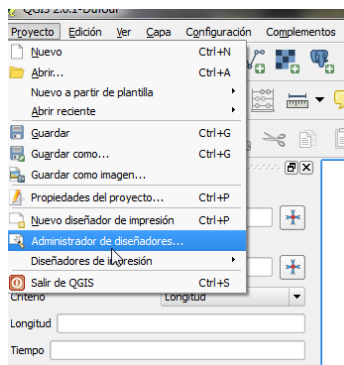 QGIS 2.0.1-Dufour
Proyecto Edición Ver Capa Configuración Complementos
Nuevo Ctrl+N
Abrir... Ctrl+A
Nuevo a partir de plantilla
Abrir reciente
Guardar Ctrl+G
Guardar como... Ctrl+G
Guardar como imagen...
Propiedades del proyecto... Ctrl+P
Nuevo diseñador de impresión Ctrl+P
Administrador de diseñadores...
Diseñadores de impresión
Salir de QGIS Ctrl+S
Criterio Longitud
Longitud
Tiempo